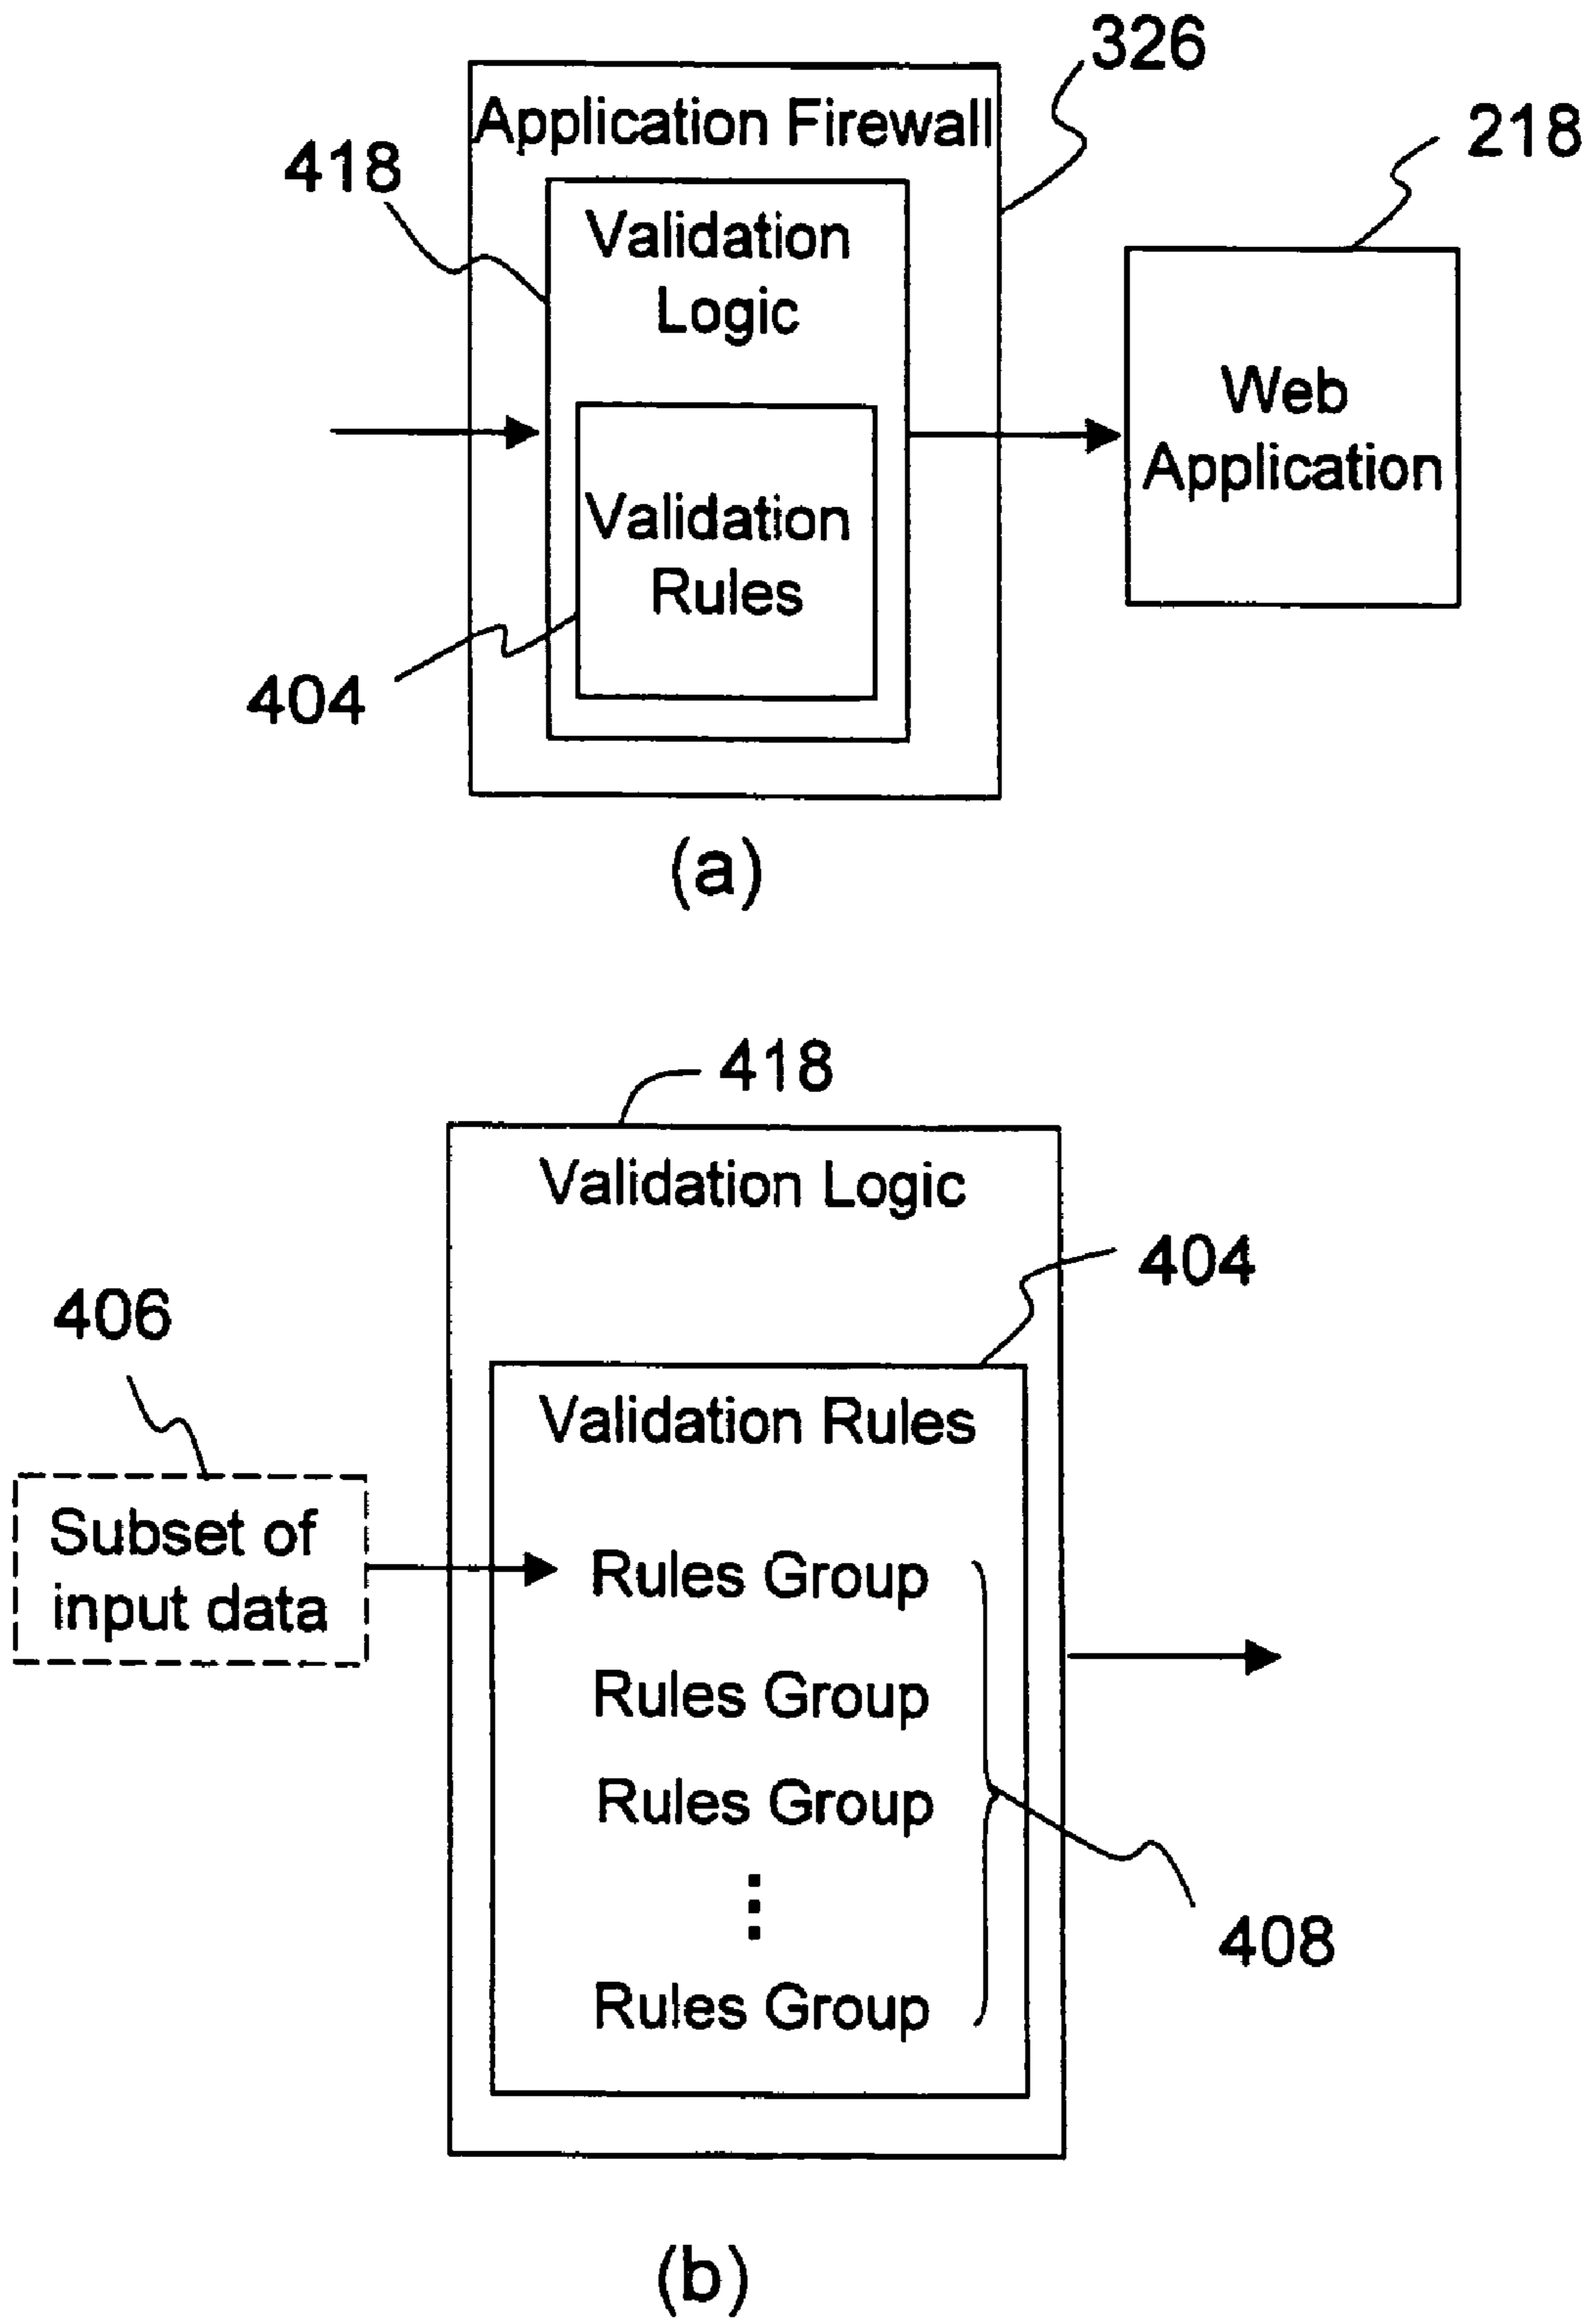 326
Application Firewall
218
418
Validation
Logic
Web
Application
Validation
Rules
404
(a)
418
Validation Logic
404
406
Validation Rules
Subset of
input data
Rules Group
Rules Group
Rules Group
408
Rules Group
(b)